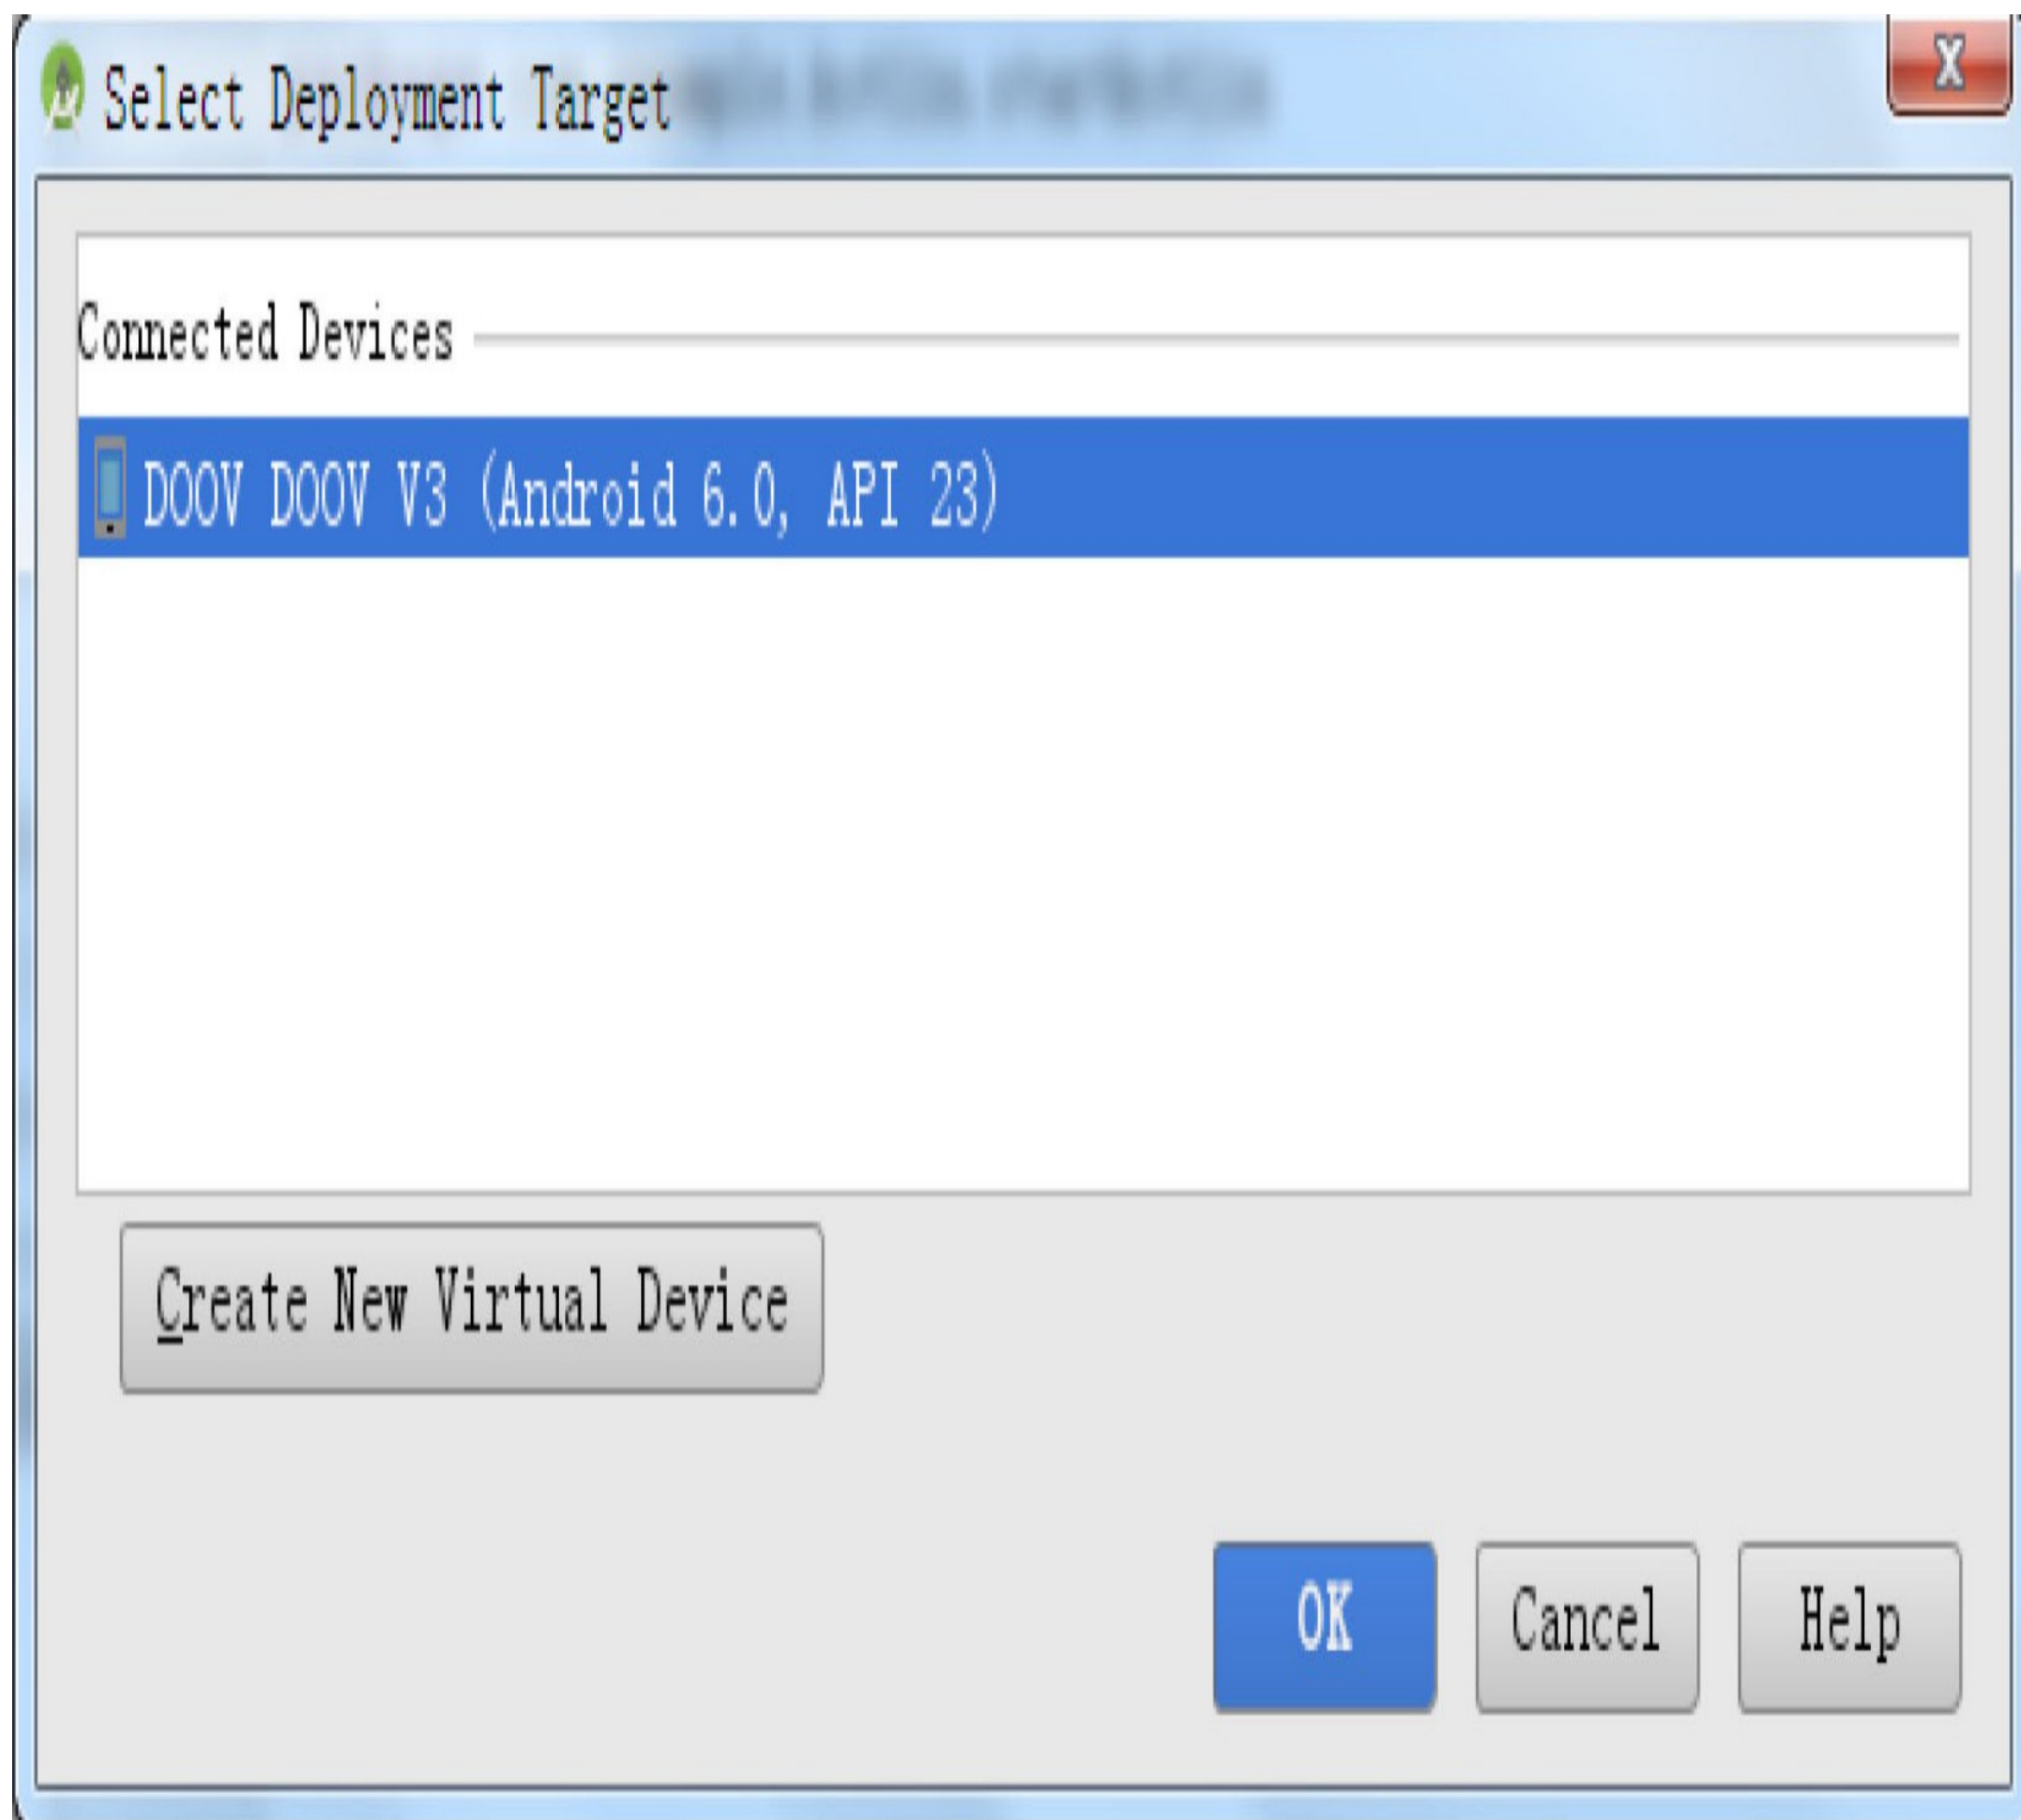 Select Deployment Target
Connected Devices
DOOV DOOV V3 (Android 6.0, API 23)
Create New Virtual Device
OK Cancel Help